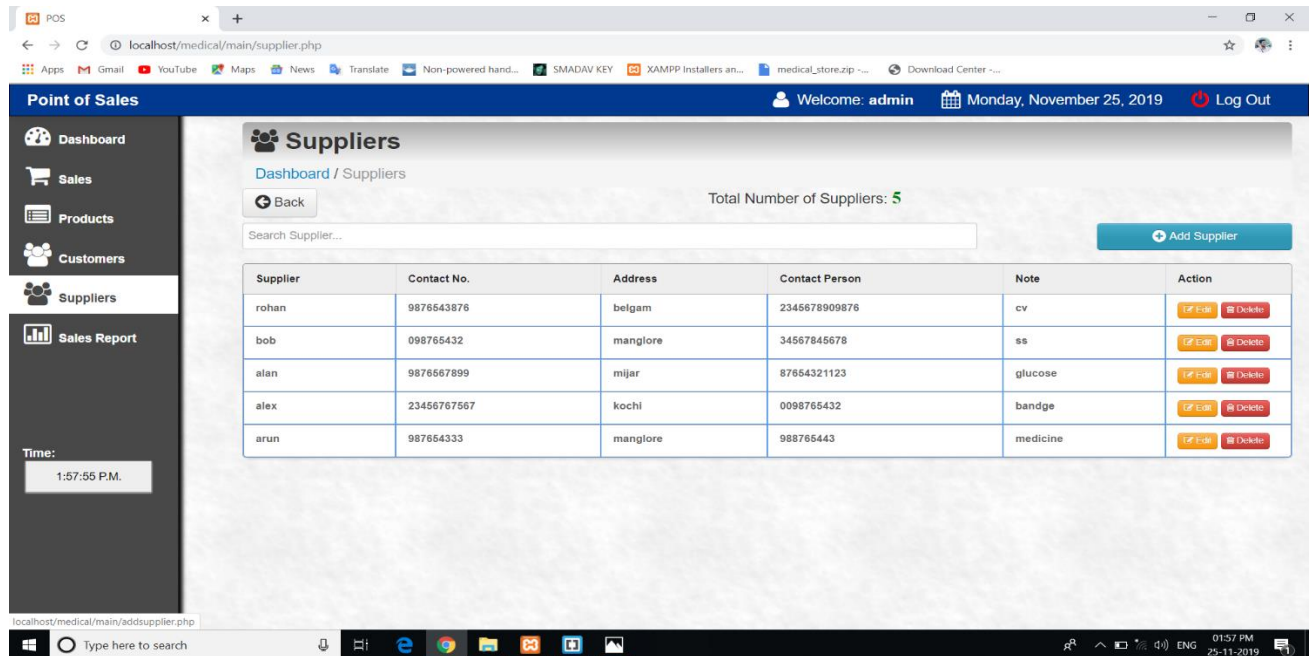 POS
localhost/medical/main/supplier.php
Apps Gmail YouTube Maps News Translate Non-powered hand... SMADAV KEY XAMPP Installers an... medical_store.zip -... Download Center -...
Point of Sales Welcome: admin Monday, November 25, 2019 Log Out
Dashboard
Sales
Products
Customers
Suppliers
Sales Report
Time:
1:57:55 P.M.
Suppliers
Dashboard / Suppliers
Back Total Number of Suppliers: 5
Search Supplier... Add Supplier
Supplier Contact No. Address Contact Person Note Action
rohan 9876543876 belgam 2345678909876 cv Edit Delete
bob 098765432 manglore 34567845678 ss Edit Delete
alan 9876567899 mijar 87654321123 glucose Edit Delete
alex 23456767567 kochi 0098765432 bandge Edit Delete
arun 987654333 manglore 988765443 medicine Edit Delete
localhost/medical/main/addsupplier.php
Type here to search ENG 01:57 PM
25-11-2019